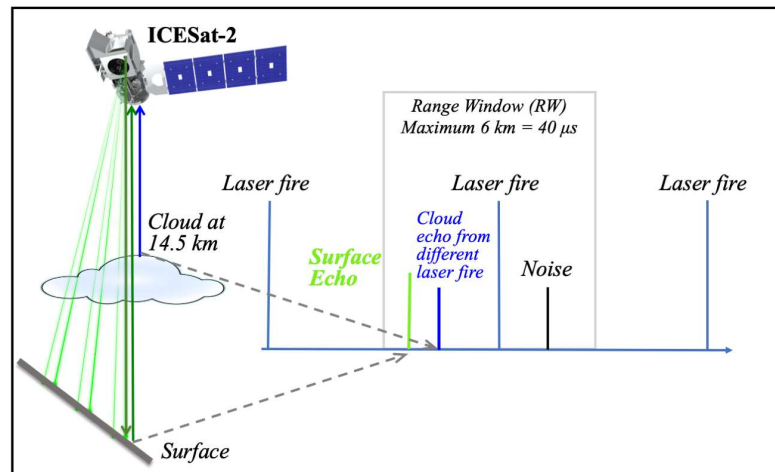 ICESat-2
Range Window (RW)
Maximum 6 km = 40 μs
Laser fire
Laser fire
Laser fire
Cloud at
14.5 km
Surface
Echo
Cloud
echo from
different
laser fire
Noise
Surface